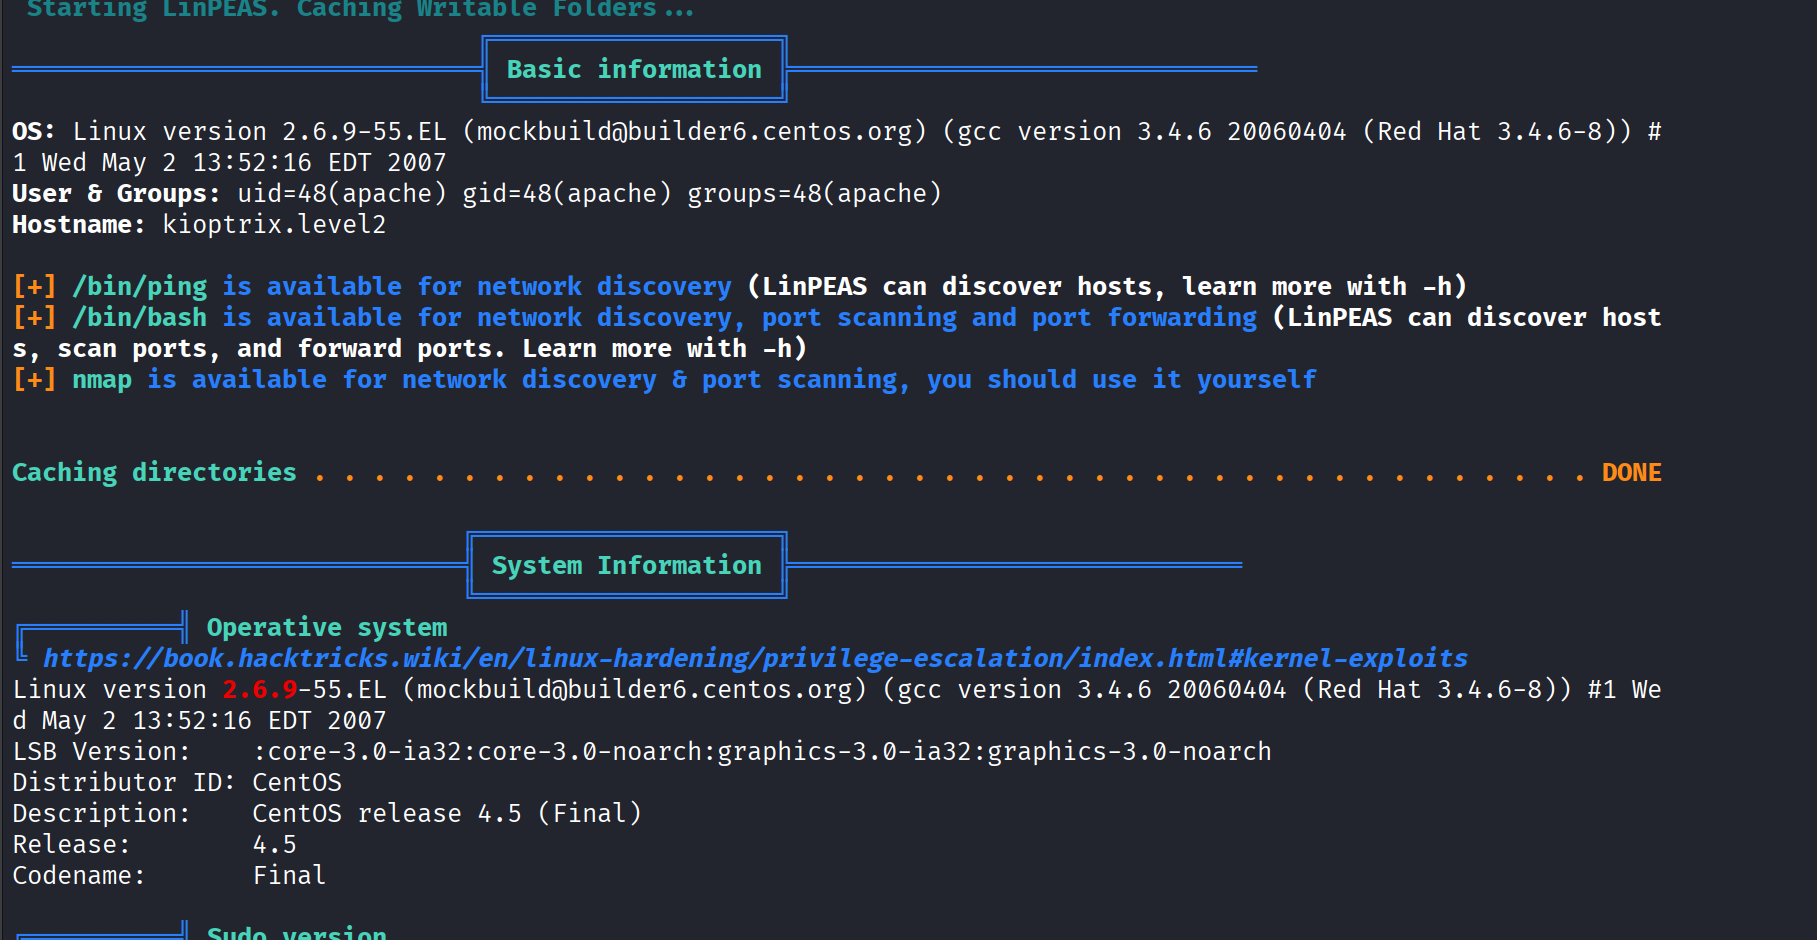 Starting LinPEAS. Caching Writable Folders...
Basic information
OS: Linux version 2.6.9-55.EL (mockbuild@builder6.centos.org) (gcc version 3.4.6 20060404 (Red Hat 3.4.6-8)) #
1 Wed May 2 13:52:16 EDT 2007
User & Groups: uid=48(apache) gid=48(apache) groups=48(apache)
Hostname: kioptrix.level2
[+] /bin/ping is available for network discovery (LinPEAS can discover hosts, learn more with -h)
[+] /bin/bash is available for network discovery, port scanning and port forwarding (LinPEAS can discover host
s, scan ports, and forward ports. Learn more with -h)
[+] nmap is available for network discovery & port scanning, you should use it yourself
Caching directories . . . . . . . . . . . . . . . . . . . . . . . . . . . . . . . . . . . . . . . . . . . DONE
System Information
Operative system
https://book.hacktricks.wiki/en/linux-hardening/privilege-escalation/index.html#kernel-exploits
Linux version 2.6.9-55.EL (mockbuild@builder6.centos.org) (gcc version 3.4.6 20060404 (Red Hat 3.4.6-8)) #1 We
d May 2 13:52:16 EDT 2007
LSB Version:    :core-3.0-ia32:core-3.0-noarch:graphics-3.0-ia32:graphics-3.0-noarch
Distributor ID: CentOS
Description:    CentOS release 4.5 (Final)
Release:        4.5
Codename:       Final
Sudo version